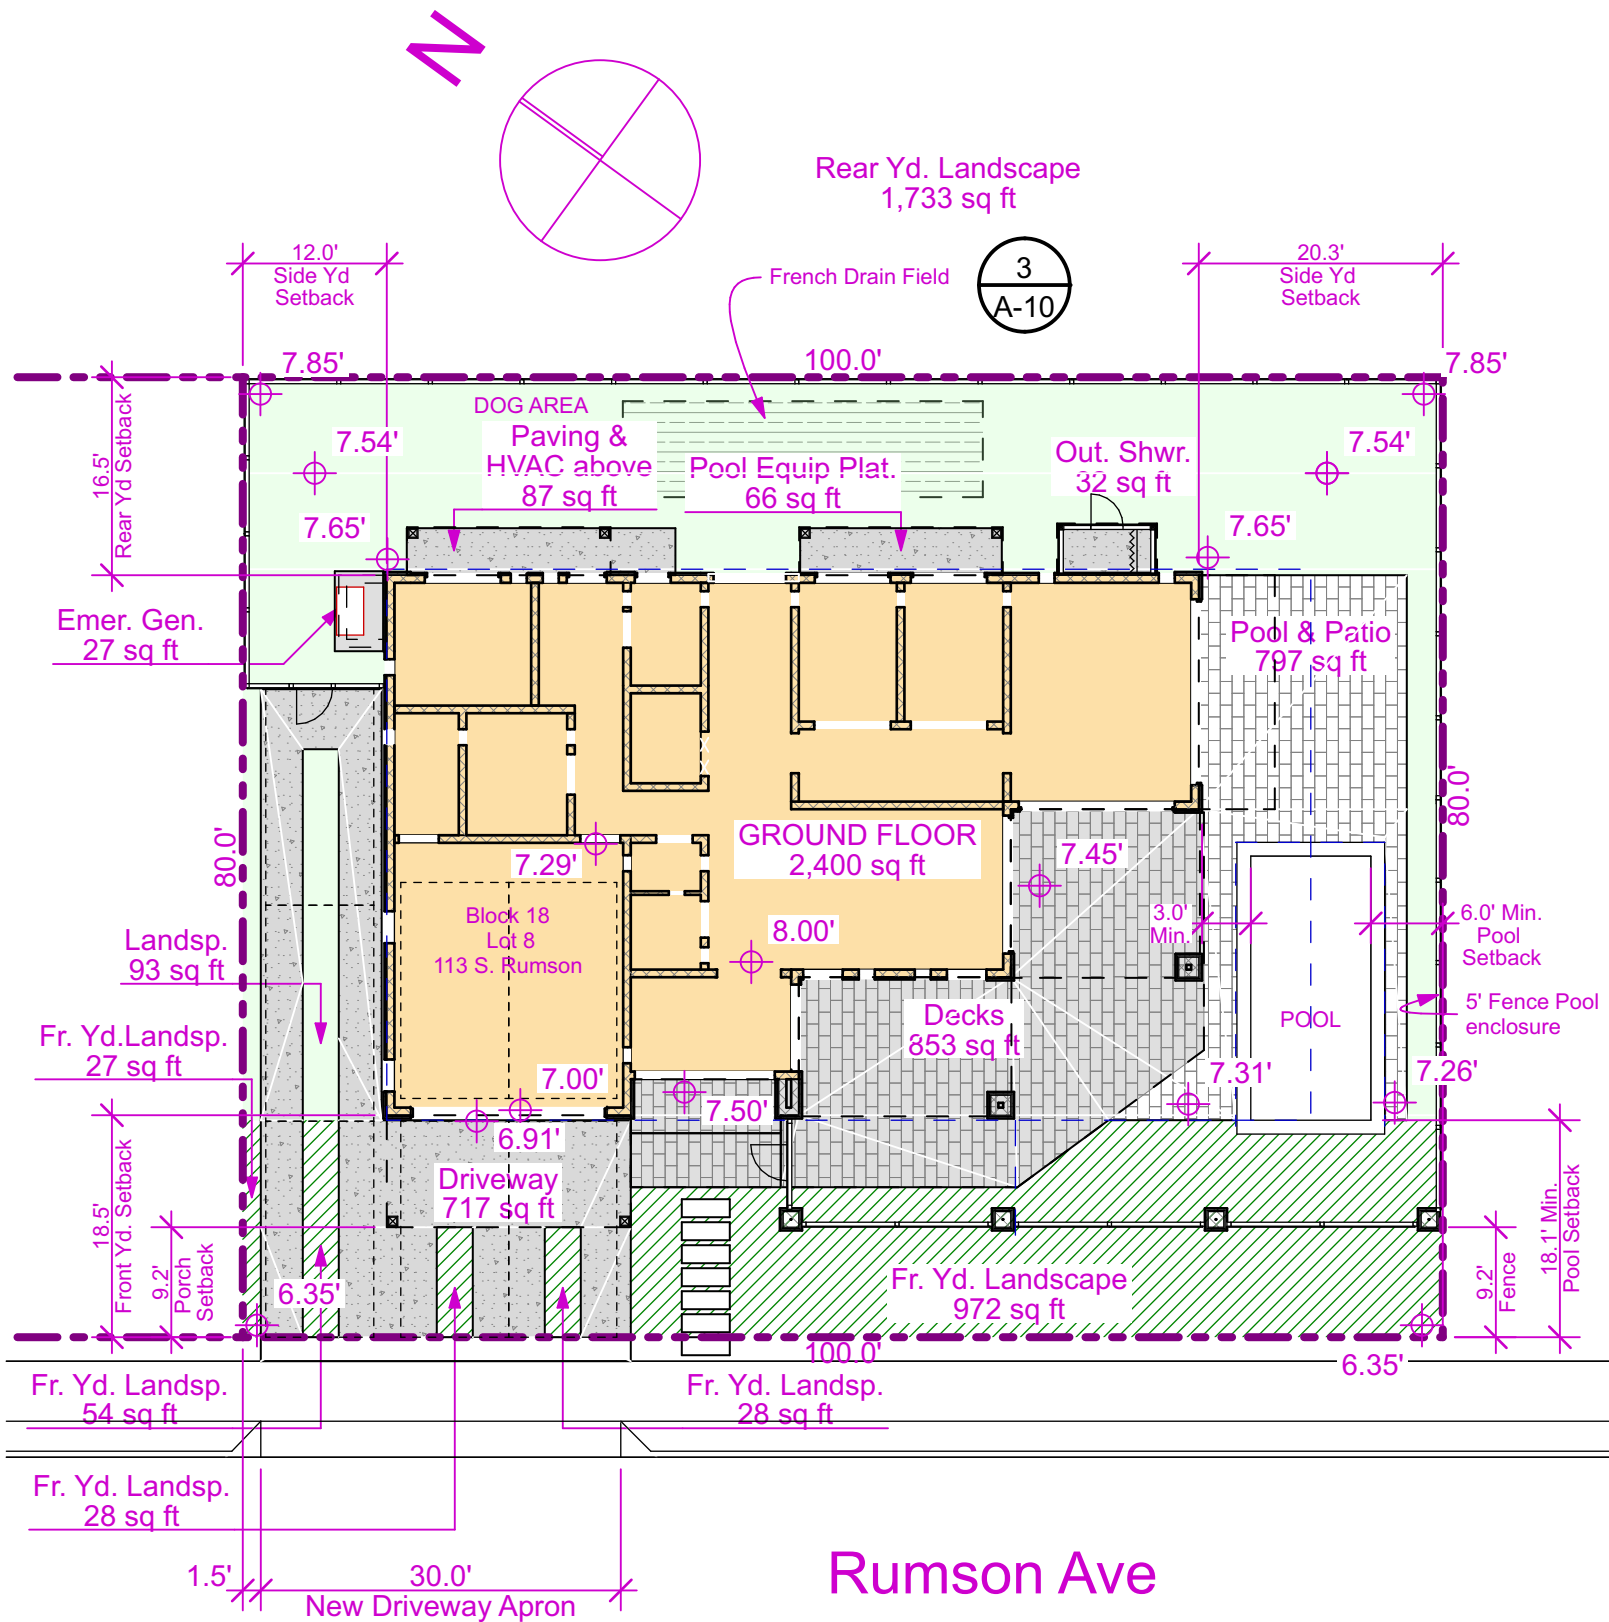 N
Rear Yd. Landscape
1,733 sq ft
12.0'
Side Yd
Setback
French Drain Field
3
A-10
20.3'
Side Yd
Setback
7.85'
100.0'
7.85'
16.5'
Rear Yd Setback
DOG AREA
7.54'
Paving &
HVAC above
87 sq ft
Pool Equip Plat.
66 sq ft
Out. Shwr.
32 sq ft
7.54'
7.65'
7.65'
Emer. Gen.
27 sq ft
Pool & Patio
797 sq ft
80.0'
80.0'
GROUND FLOOR
2,400 sq ft
7.29'
7.45'
Block 18
Lot 8
113 S. Rumson
8.00'
3.0'
Min.
6.0' Min.
Pool
Setback
Landsp.
93 sq ft
5' Fence Pool
enclosure
Decks
853 sq ft
POOL
Fr. Yd.Landsp.
27 sq ft
7.00'
7.50'
7.31'
7.26'
6.91'
18.5'
Front Yd. Setback
9.2'
Porch
Setback
Driveway
717 sq ft
6.35'
Fr. Yd. Landscape
972 sq ft
9.2'
Fence
18.1' Min.
Pool Setback
100.0'
6.35'
Fr. Yd. Landsp.
54 sq ft
Fr. Yd. Landsp.
28 sq ft
Fr. Yd. Landsp.
28 sq ft
1.5'
30.0'
New Driveway Apron
Rumson Ave